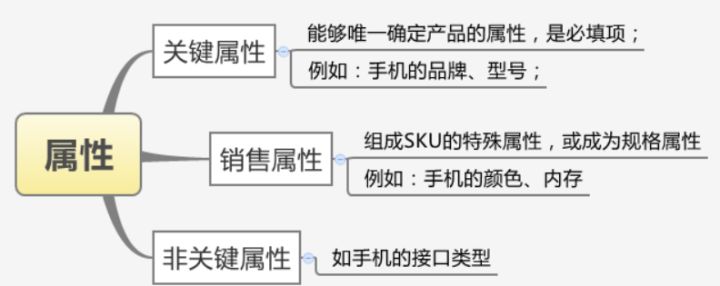 关键属性
能够唯一确定产品的属性，是必填项；
例如：手机的品牌、型号；
属性
销售属性
组成SKU的特殊属性，或成为规格属性
例如：手机的颜色、内存
非关键属性
如手机的接口类型